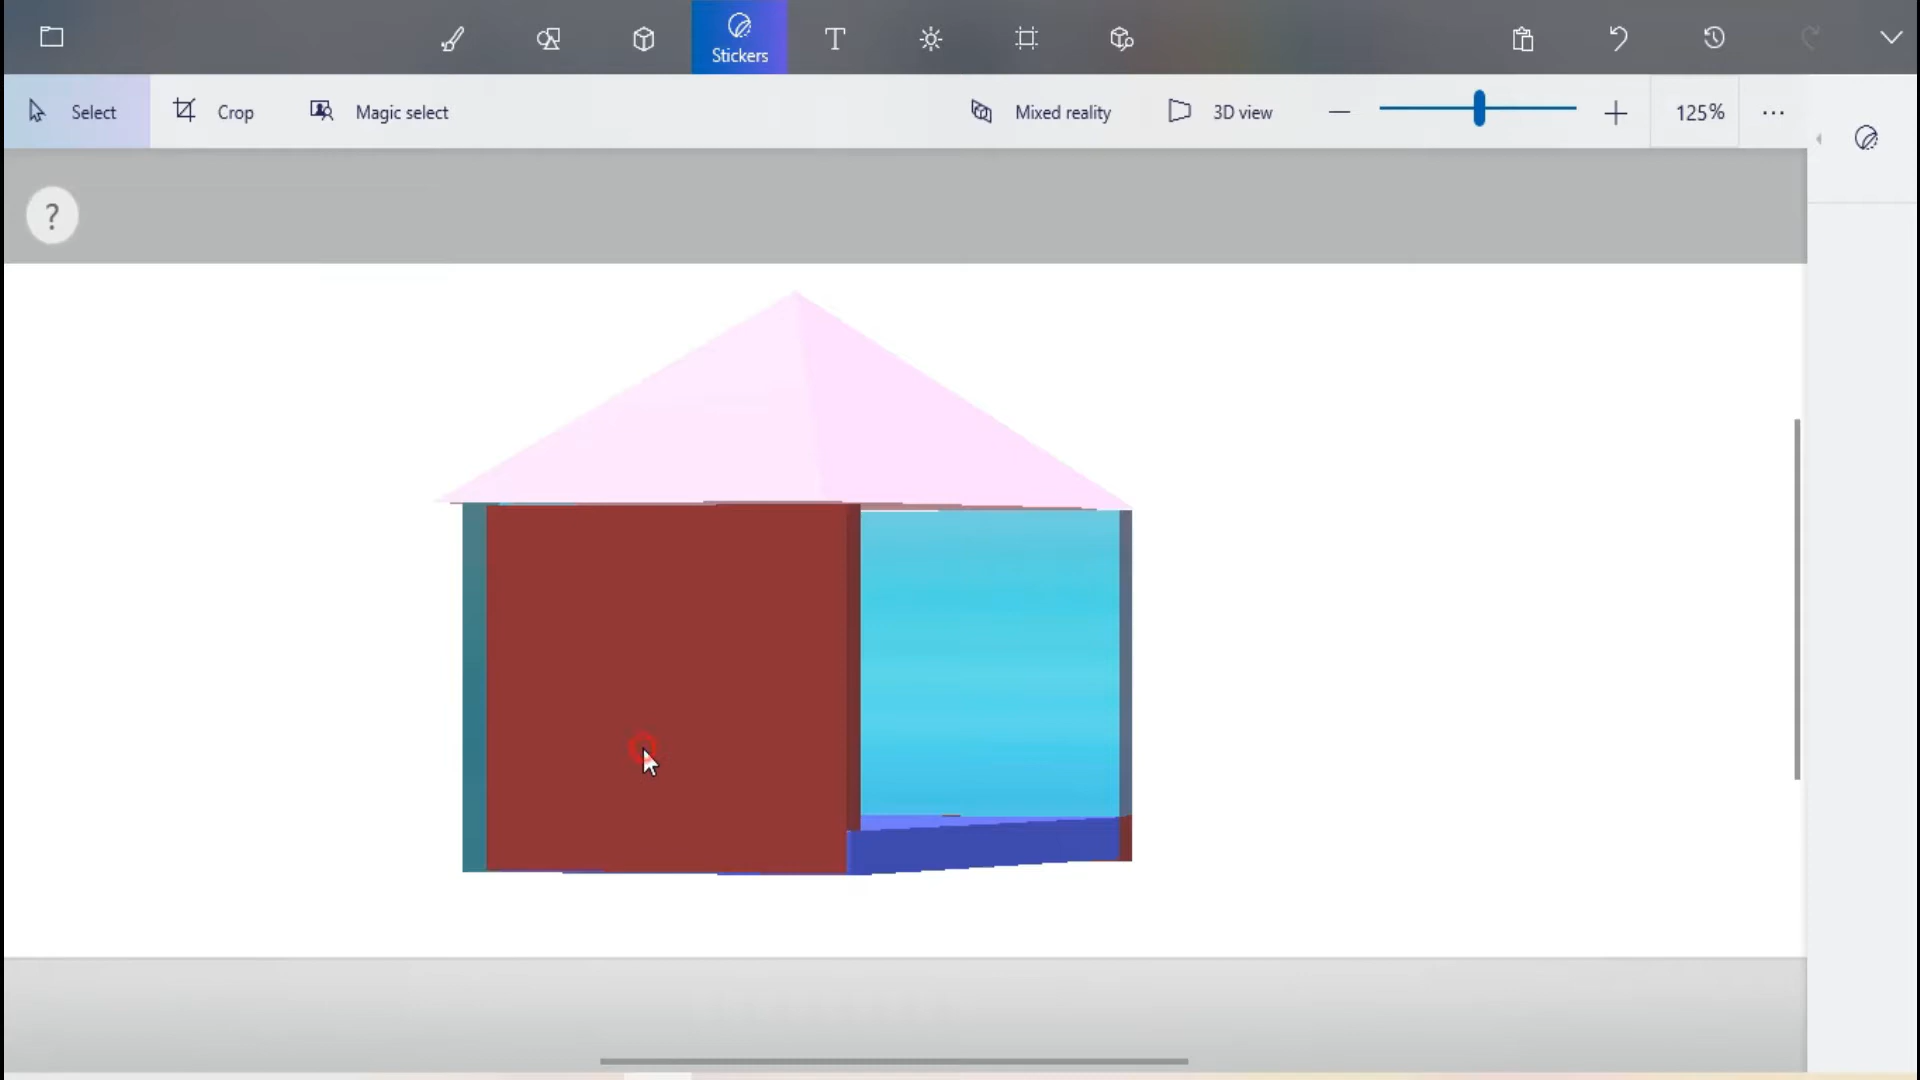 Stickers
Select
Crop
Magic select
Mixed reality
3D view
125%
?